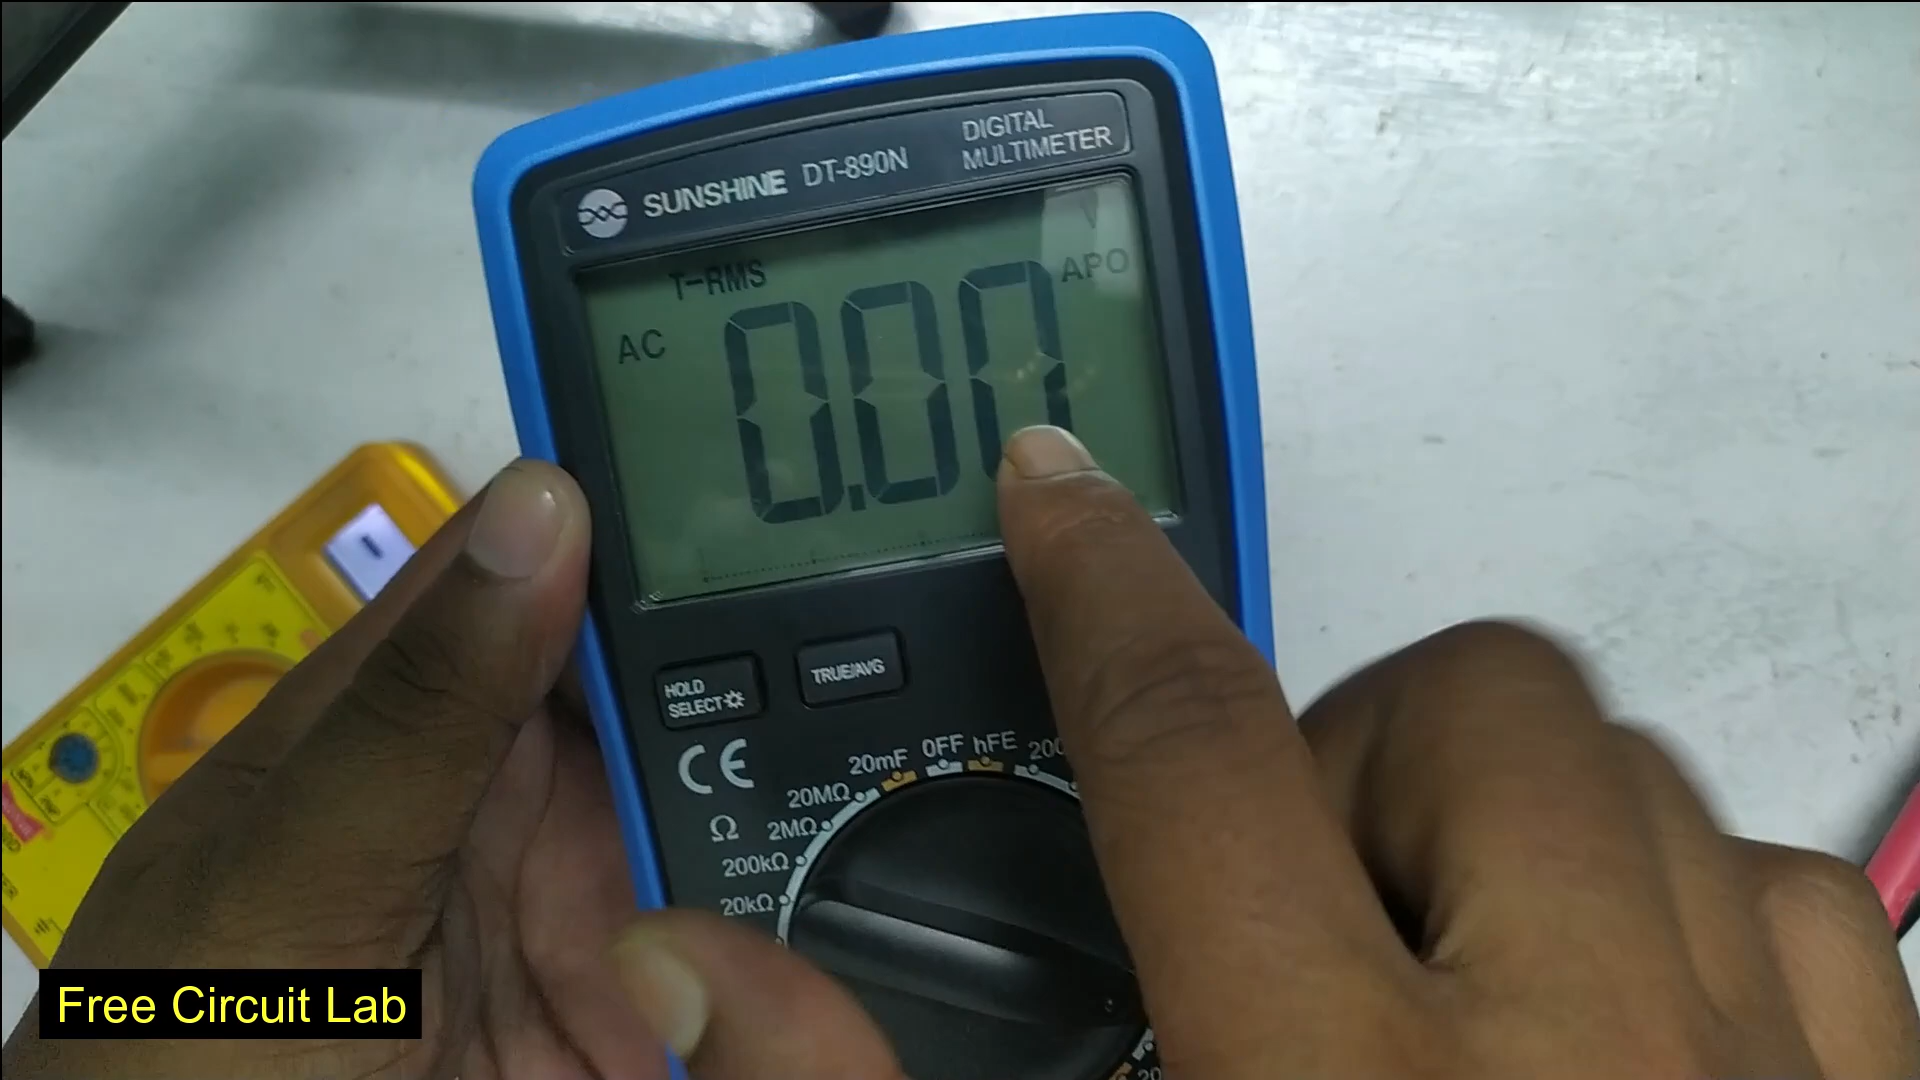 SUNSHINE DT-890N
DIGITAL
MULTIMETER
T-RMS
APO
AC
0.00
V
HOLD
SELECT
TRUE/AVG
CE
20mF
OFF
hFE
20MΩ
Ω
2MΩ
200kΩ
20kΩ
Free Circuit Lab